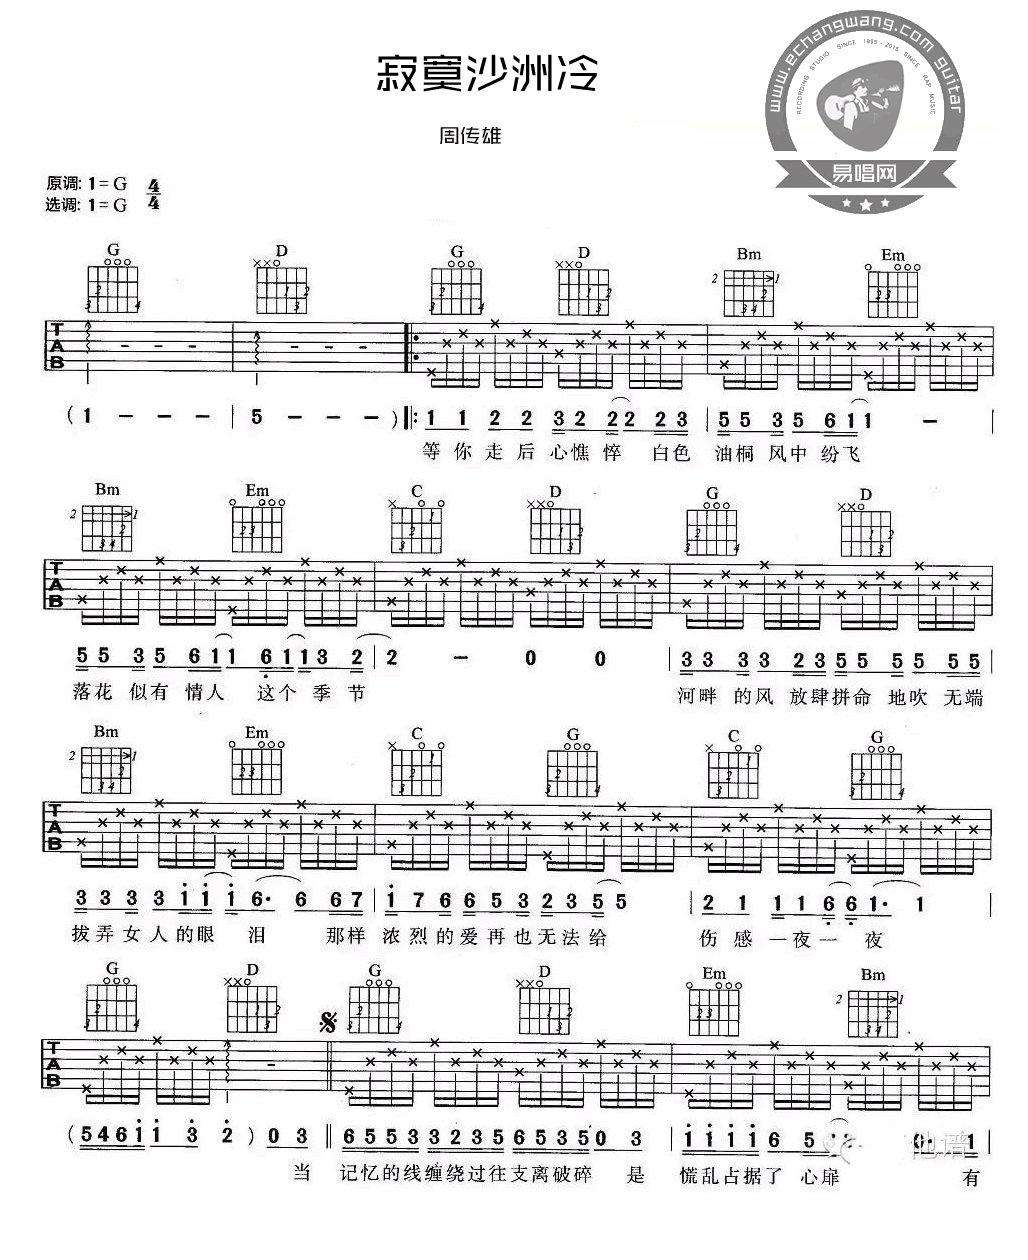 寂寞沙洲冷
周传雄
www.echangwang.com guitar
RECORDING STUDIO SINCE 1995-2015 SINCE RAP MUSIC
易唱网
原调: 1=G 4/4
选调: 1=G
G D G D Bm Em
TAB
( 1 - - - | 5 - - - ) ‖: 1 1 2 2 3 2 2 2 2 3 | 5 5 3 5 6 1 1 - |
等你走后心憔悴 白色 油桐风中纷飞
Bm Em C D G D
TAB
5 5 3 5 6 1 1 6 1 1 3 2 | 2 - 0 0 | 3 3 3 3 2 3 5 5 5 5 5 5 |
落花似有情人 这个季节 河畔的风放肆拼命地吹 无端
Bm Em C G C G
TAB
3 3 3 3 1 1 1 6· 6 6 7 | 1 7 6 6 5 3 2 3 5 5 | 2 1 1 1 6 6 1· 1 |
拨弄女人的眼泪 那样浓烈的爱再也无法给 伤感一夜一夜
G D G D Em Bm
TAB
( 5 4 6 1 1 3 2 ) 0 3 ‖ 6 5 5 3 3 3 2 3 5 6 5 3 5 0 3 | 1 1 1 1 6 5
当 记忆的线缠绕过往支离破碎 是 慌乱占据了心扉 有
他谱